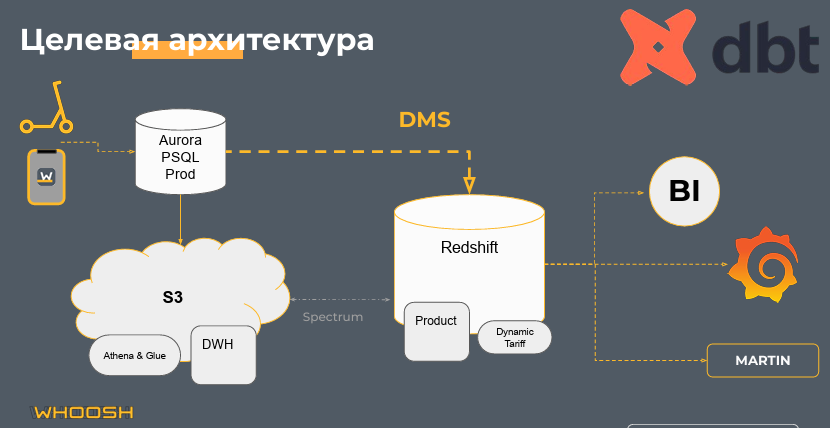 Целевая архитектура
dbt
DMS
Aurora
PSQL
Prod
W
BI
Redshift
S3
Spectrum
Product
Dynamic
Tariff
Athena & Glue
DWH
MARTIN
WHOOSH